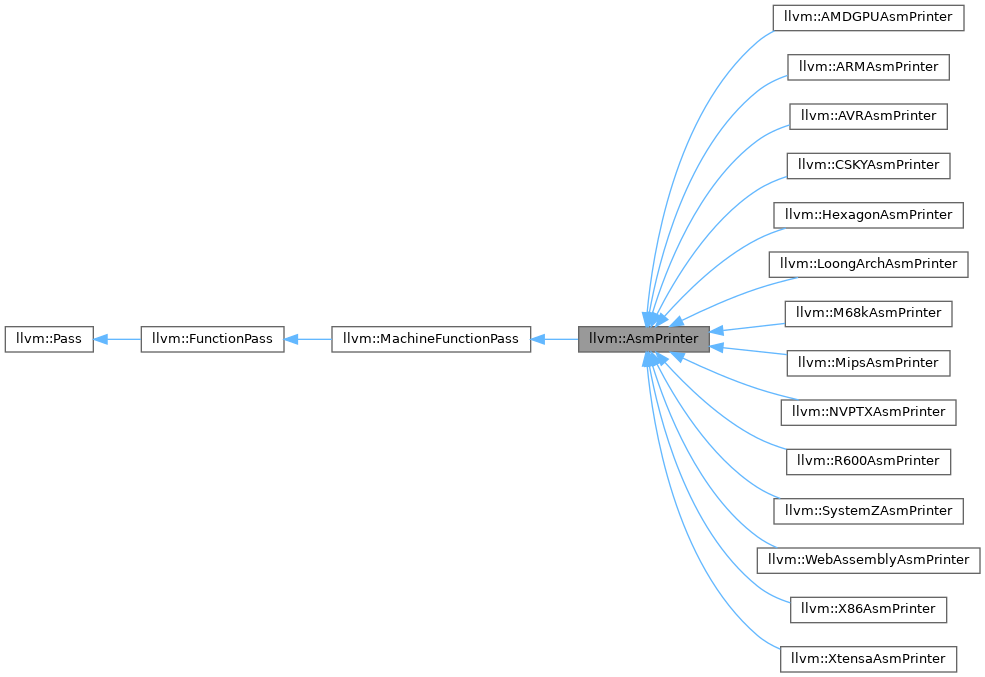 llvm::Pass
llvm::FunctionPass
llvm::MachineFunctionPass
llvm::AsmPrinter
llvm::AMDGPUAsmPrinter
llvm::ARMAsmPrinter
llvm::AVRAsmPrinter
llvm::CSKYAsmPrinter
llvm::HexagonAsmPrinter
llvm::LoongArchAsmPrinter
llvm::M68kAsmPrinter
llvm::MipsAsmPrinter
llvm::NVPTXAsmPrinter
llvm::R600AsmPrinter
llvm::SystemZAsmPrinter
llvm::WebAssemblyAsmPrinter
llvm::X86AsmPrinter
llvm::XtensaAsmPrinter